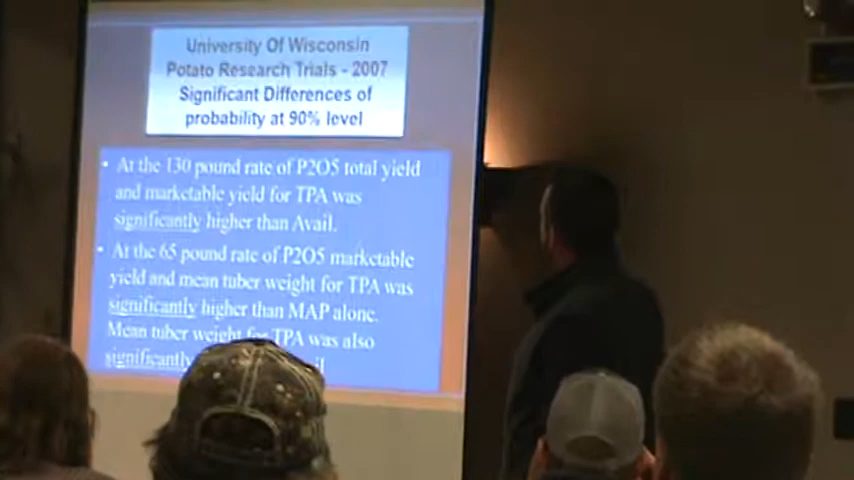 University Of Wisconsin
Potato Research Trials - 2007
Significant Differences of
probability at 90% level
• At the 130 pound rate of P2O5 total yield
and marketable yield for TPA was
significantly higher than Avail.
• At the 65 pound rate of P2O5 marketable
yield and mean tuber weight for TPA was
significantly higher than MAP alone.
Mean tuber weight for TPA was also
significantly